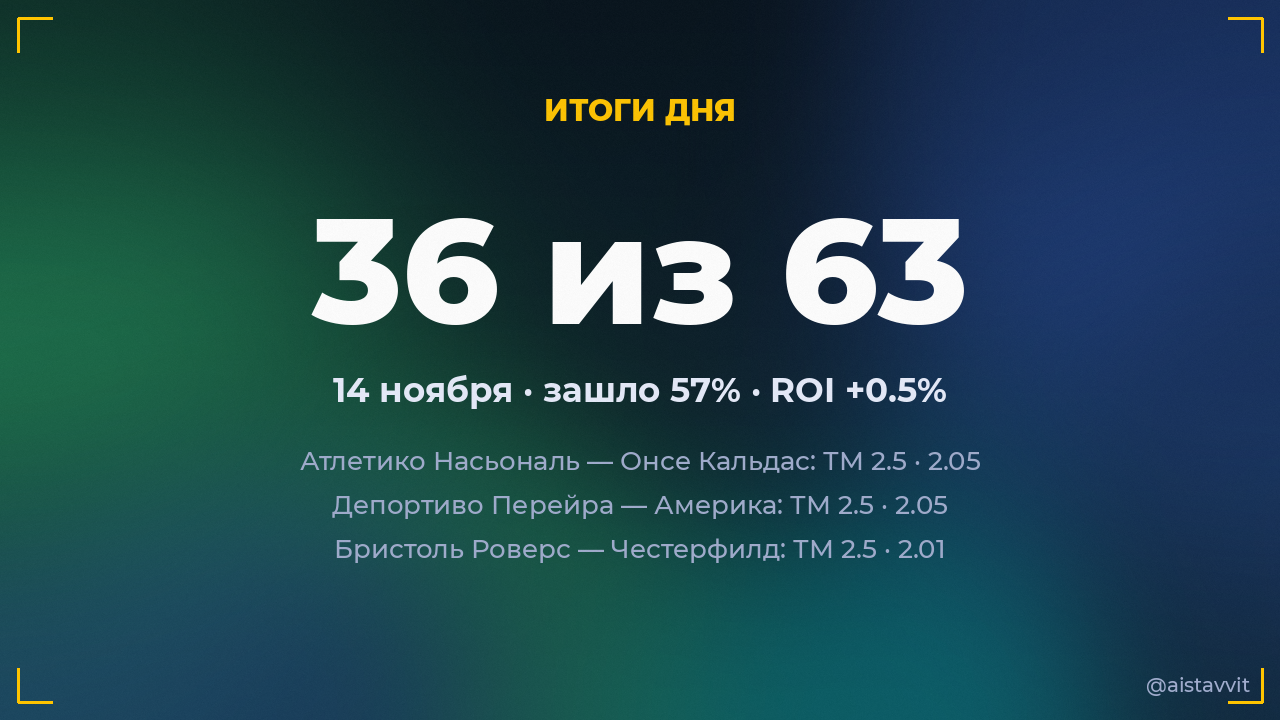 ИТОГИ ДНЯ
36 из 63
14 ноября · зашло 57% · ROI +0.5%
Атлетико Насьональ — Онсе Кальдас: ТМ 2.5 · 2.05
Депортиво Перейра — Америка: ТМ 2.5 · 2.05
Бристоль Роверс — Честерфилд: ТМ 2.5 · 2.01
@aistavvit